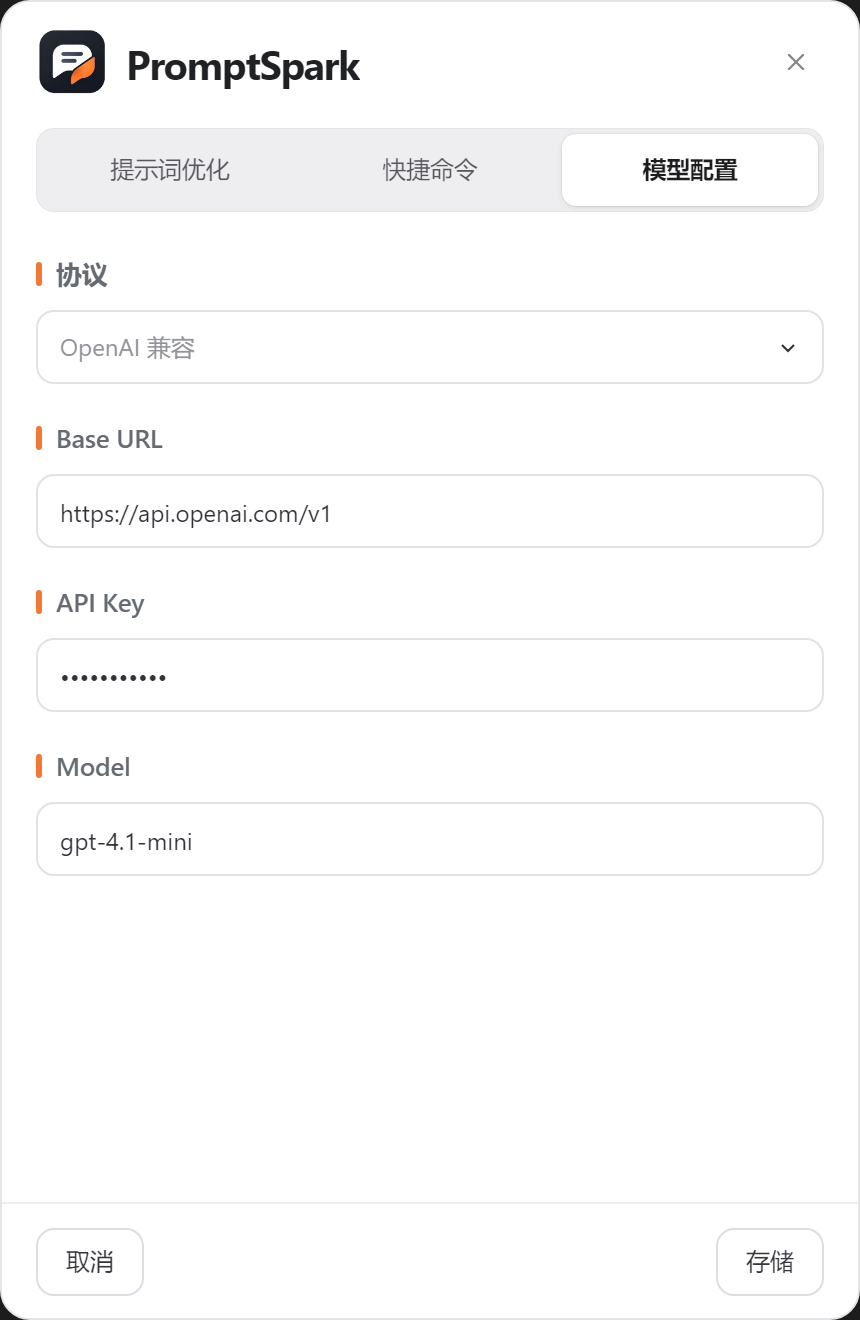 PromptSpark
提示词优化 快捷命令 模型配置
协议
OpenAI 兼容
Base URL
https://api.openai.com/v1
API Key
•••••••••••
Model
gpt-4.1-mini
取消 存储